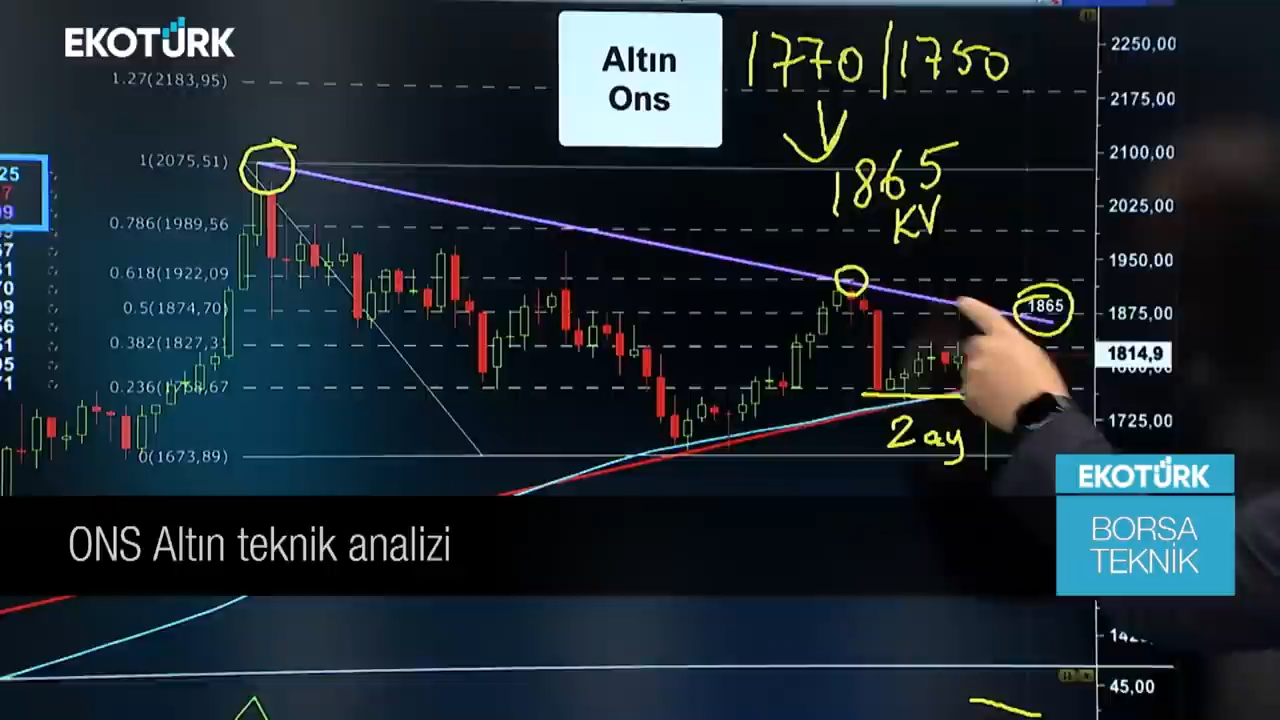 EKOTÜRK
Altın
Ons
1770/1750
1865
KV
1.27(2183,95)
1(2075,51)
0.786(1989,56
0.618(1922,09
0.5(1874,70)
0.382(1827,31
0(1673,89)
2250,00
2175,00
2100,00
2025,00
1950,00
1875,00
1814,9
1725,00
1865
2 ay
25
EKOTÜRK
BORSA
TEKNİK
ONS Altın teknik analizi
45,00